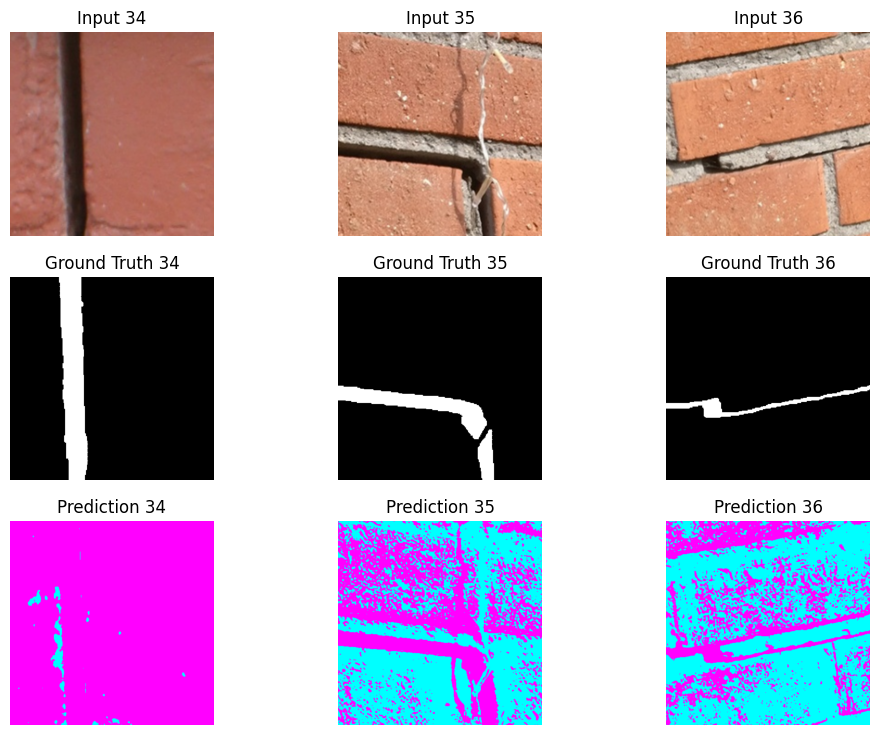 Input 34
Input 35
Input 36
Ground Truth 34
Ground Truth 35
Ground Truth 36
Prediction 34
Prediction 35
Prediction 36